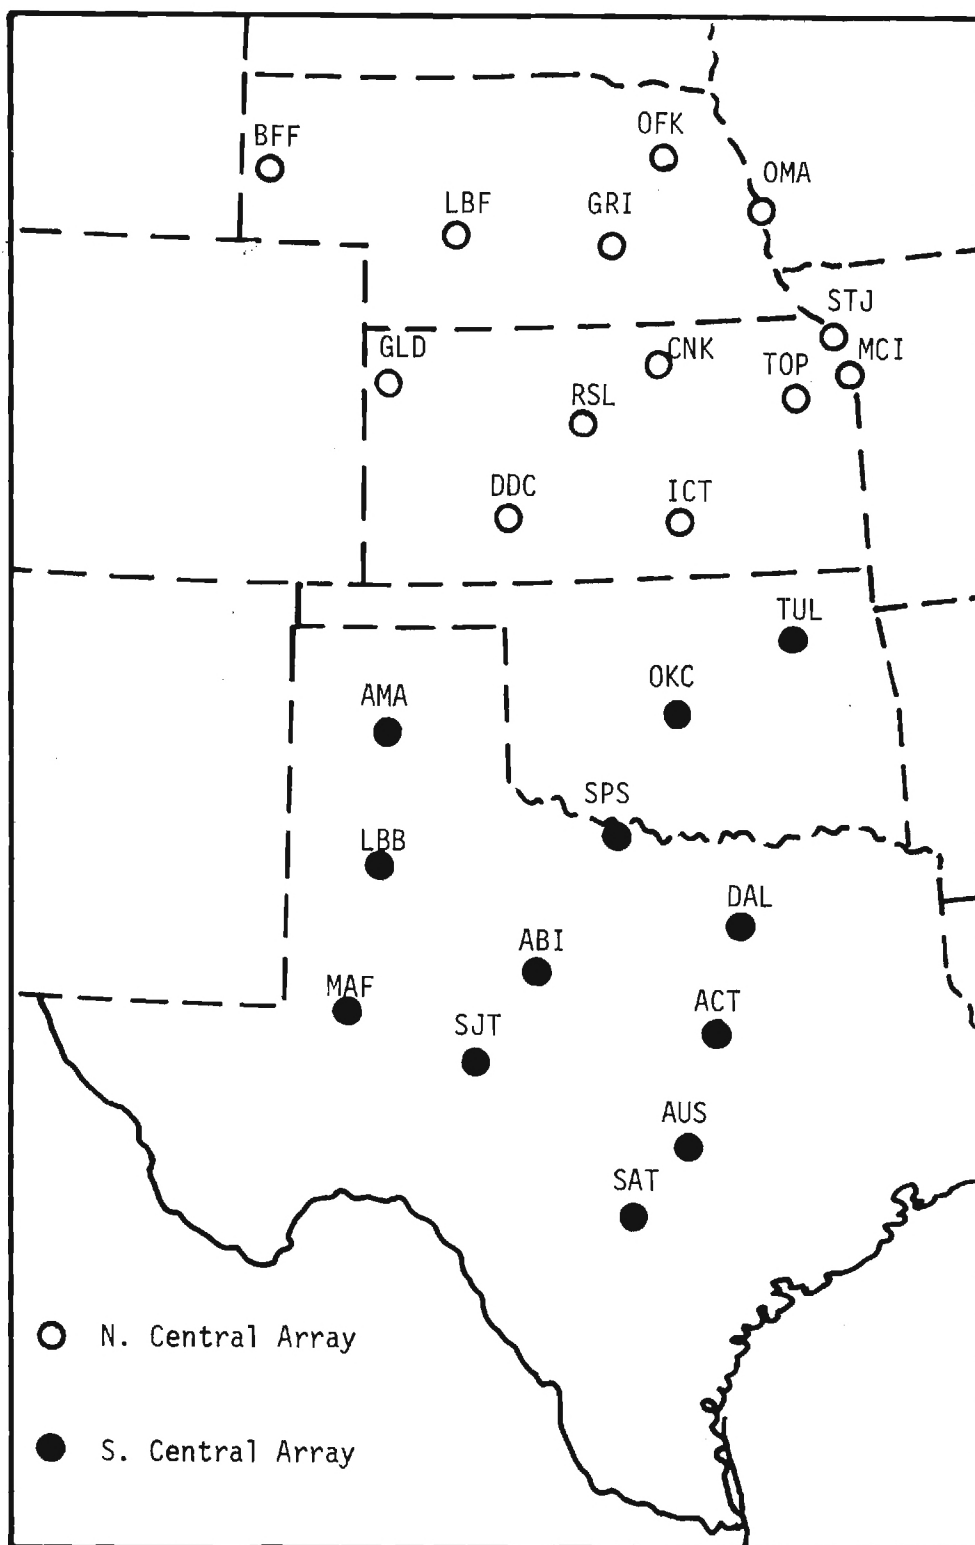 OFK
BFF
OMA
LBF
GRI
STJ
GLD
CNK
TOP
MCI
RSL
DDC
ICT
TUL
OKC
AMA
SPS
LBB
DAL
ABI
MAF
ACT
SJT
AUS
SAT
N. Central Array
S. Central Array